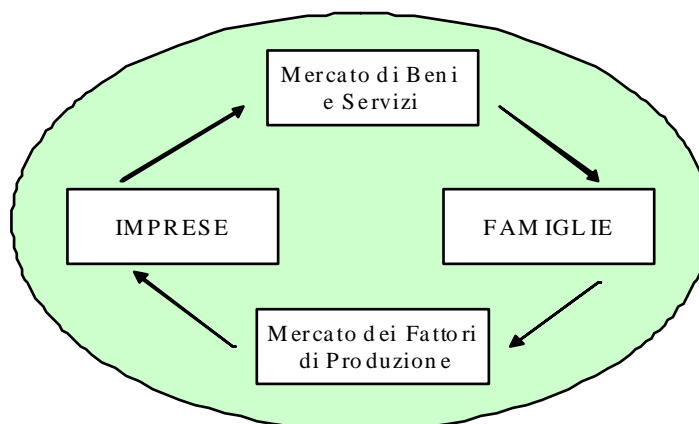 Mercato di Beni
e Servizi
IMPRESE
FAMIGLIE
Mercato dei Fattori
di Produzione